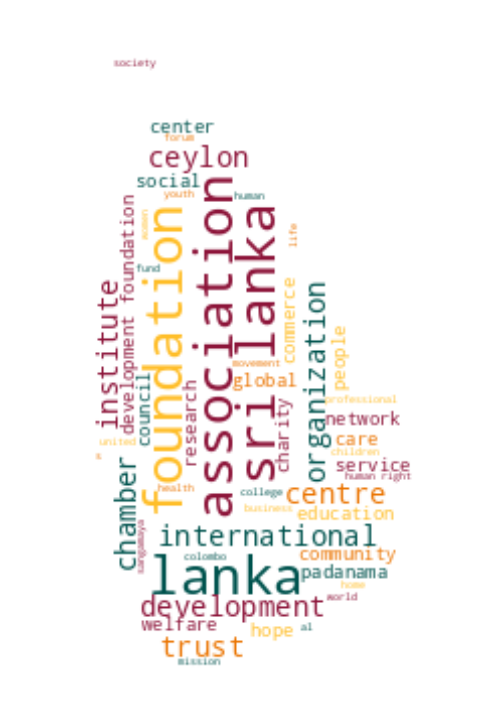 society
center
forum
ceylon
social
youth
human
women
life
fund
development foundation
foundation
association
sri lanka
institute
commerce
organization
people
movement
global
council
research
charity
professional
network
united
care
children
a
service
human right
chamber
health
college
centre
business
education
sangamaya
international
colombo
community
lanka
padanama
home
world
development
welfare
hope
al
trust
mission